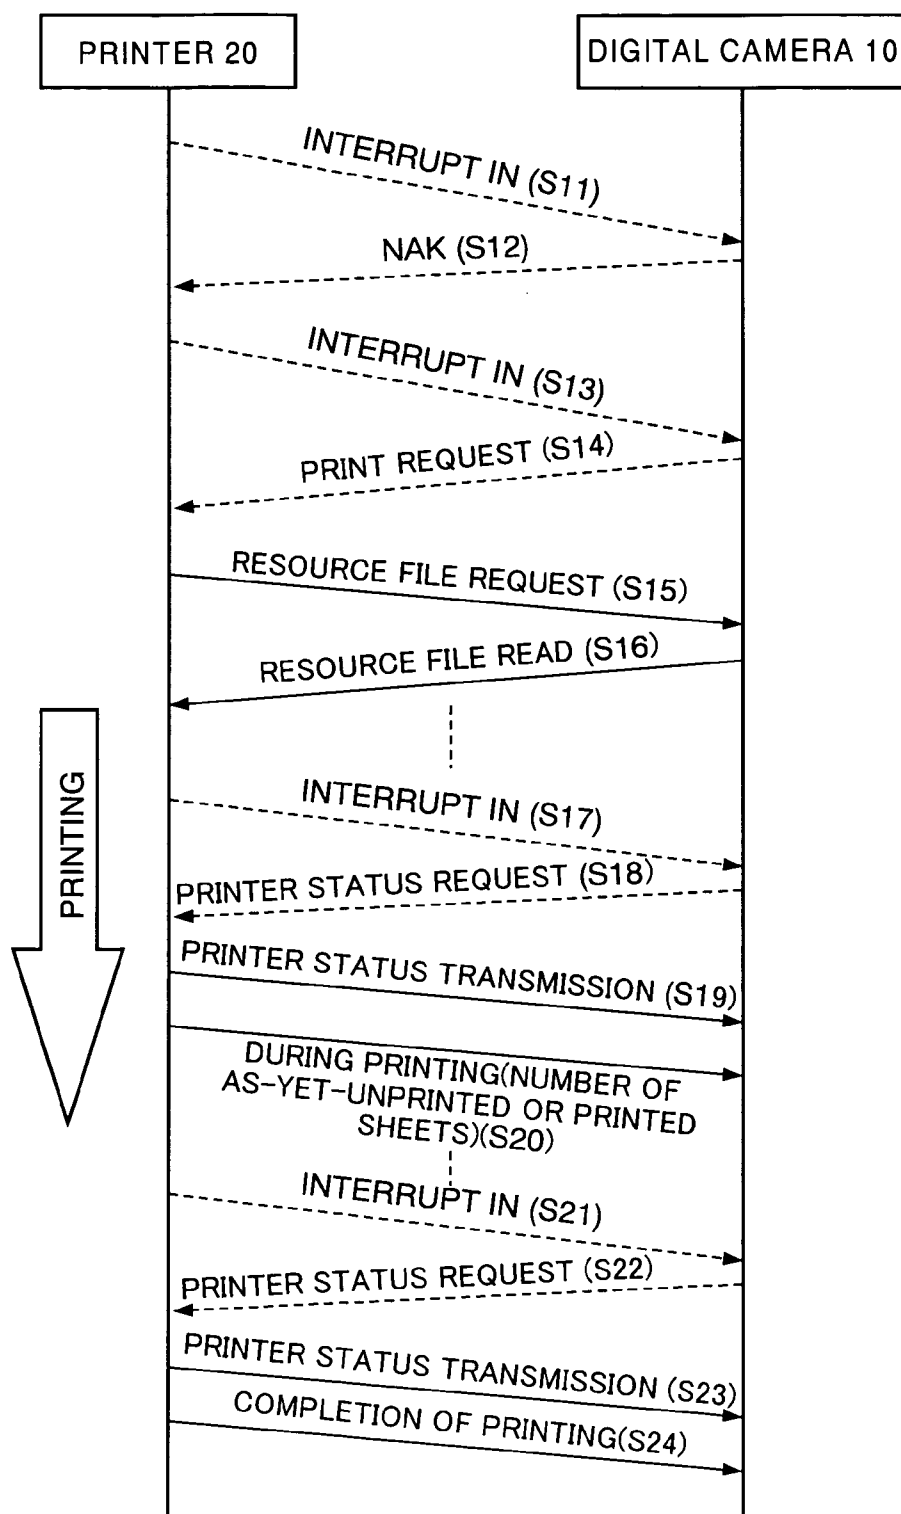 PRINTER 20
DIGITAL CAMERA 10
INTERRUPT IN (S11)
NAK (S12)
INTERRUPT IN (S13)
PRINT REQUEST (S14)
RESOURCE FILE REQUEST (S15)
RESOURCE FILE READ (S16)
PRINTING
INTERRUPT IN (S17)
PRINTER STATUS REQUEST (S18)
PRINTER STATUS TRANSMISSION (S19)
DURING PRINTING(NUMBER OF
AS-YET-UNPRINTED OR PRINTED
SHEETS)(S20)
INTERRUPT IN (S21)
PRINTER STATUS REQUEST (S22)
PRINTER STATUS TRANSMISSION (S23)
COMPLETION OF PRINTING(S24)